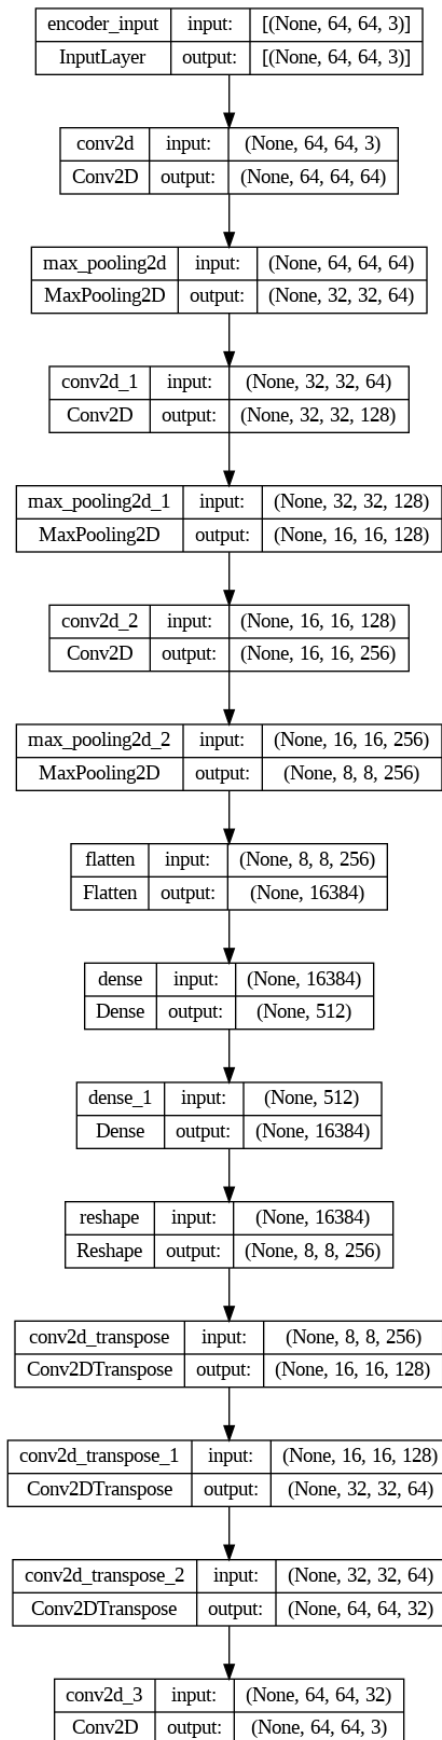 encoder_input input: [(None, 64, 64, 3)]
InputLayer output: [(None, 64, 64, 3)]
conv2d input: (None, 64, 64, 3)
Conv2D output: (None, 64, 64, 64)
max_pooling2d input: (None, 64, 64, 64)
MaxPooling2D output: (None, 32, 32, 64)
conv2d_1 input: (None, 32, 32, 64)
Conv2D output: (None, 32, 32, 128)
max_pooling2d_1 input: (None, 32, 32, 128)
MaxPooling2D output: (None, 16, 16, 128)
conv2d_2 input: (None, 16, 16, 128)
Conv2D output: (None, 16, 16, 256)
max_pooling2d_2 input: (None, 16, 16, 256)
MaxPooling2D output: (None, 8, 8, 256)
flatten input: (None, 8, 8, 256)
Flatten output: (None, 16384)
dense input: (None, 16384)
Dense output: (None, 512)
dense_1 input: (None, 512)
Dense output: (None, 16384)
reshape input: (None, 16384)
Reshape output: (None, 8, 8, 256)
conv2d_transpose input: (None, 8, 8, 256)
Conv2DTranspose output: (None, 16, 16, 128)
conv2d_transpose_1 input: (None, 16, 16, 128)
Conv2DTranspose output: (None, 32, 32, 64)
conv2d_transpose_2 input: (None, 32, 32, 64)
Conv2DTranspose output: (None, 64, 64, 32)
conv2d_3 input: (None, 64, 64, 32)
Conv2D output: (None, 64, 64, 3)